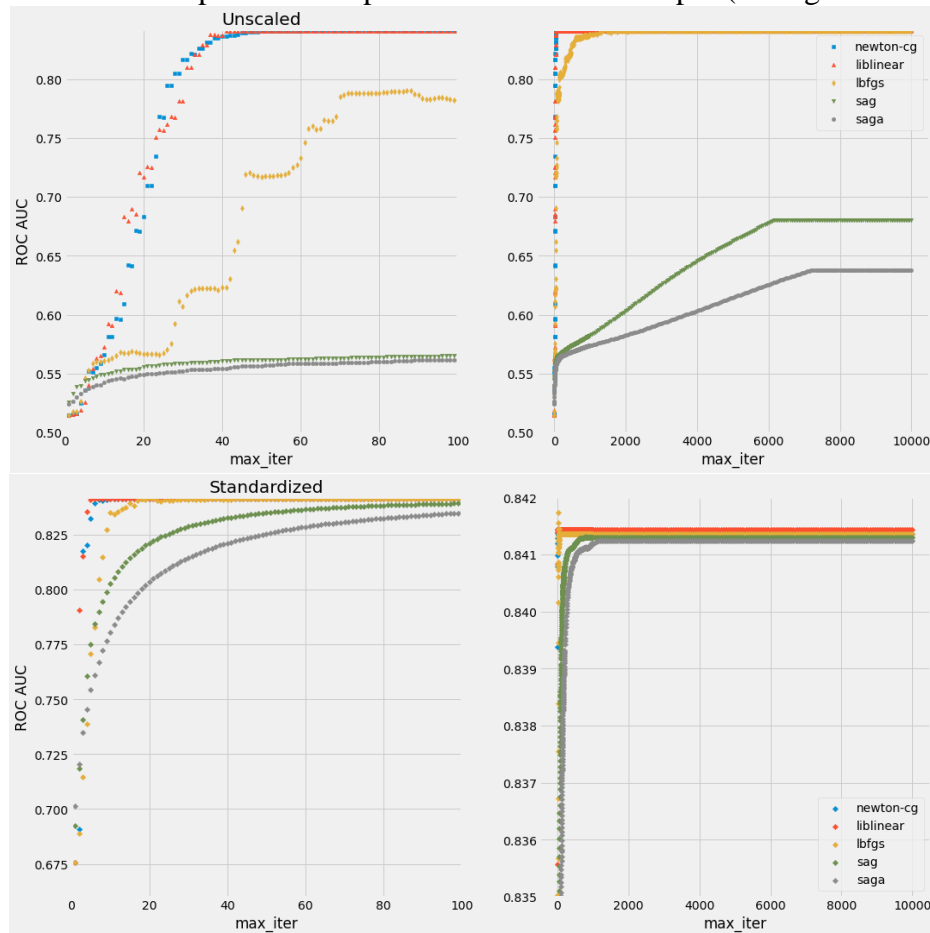 Unscaled
ROC AUC
0.80
0.75
0.70
0.65
0.60
0.55
0.50
0
20
40
60
80
100
max_iter
0.80
0.75
0.70
0.65
0.60
0.55
0.50
0
2000
4000
6000
8000
10000
max_iter
newton-cg
liblinear
lbfgs
sag
saga
Standardized
ROC AUC
0.825
0.800
0.775
0.750
0.725
0.700
0.675
0
20
40
60
80
100
max_iter
0.842
0.841
0.840
0.839
0.838
0.837
0.836
0.835
0
2000
4000
6000
8000
10000
max_iter
newton-cg
liblinear
lbfgs
sag
saga